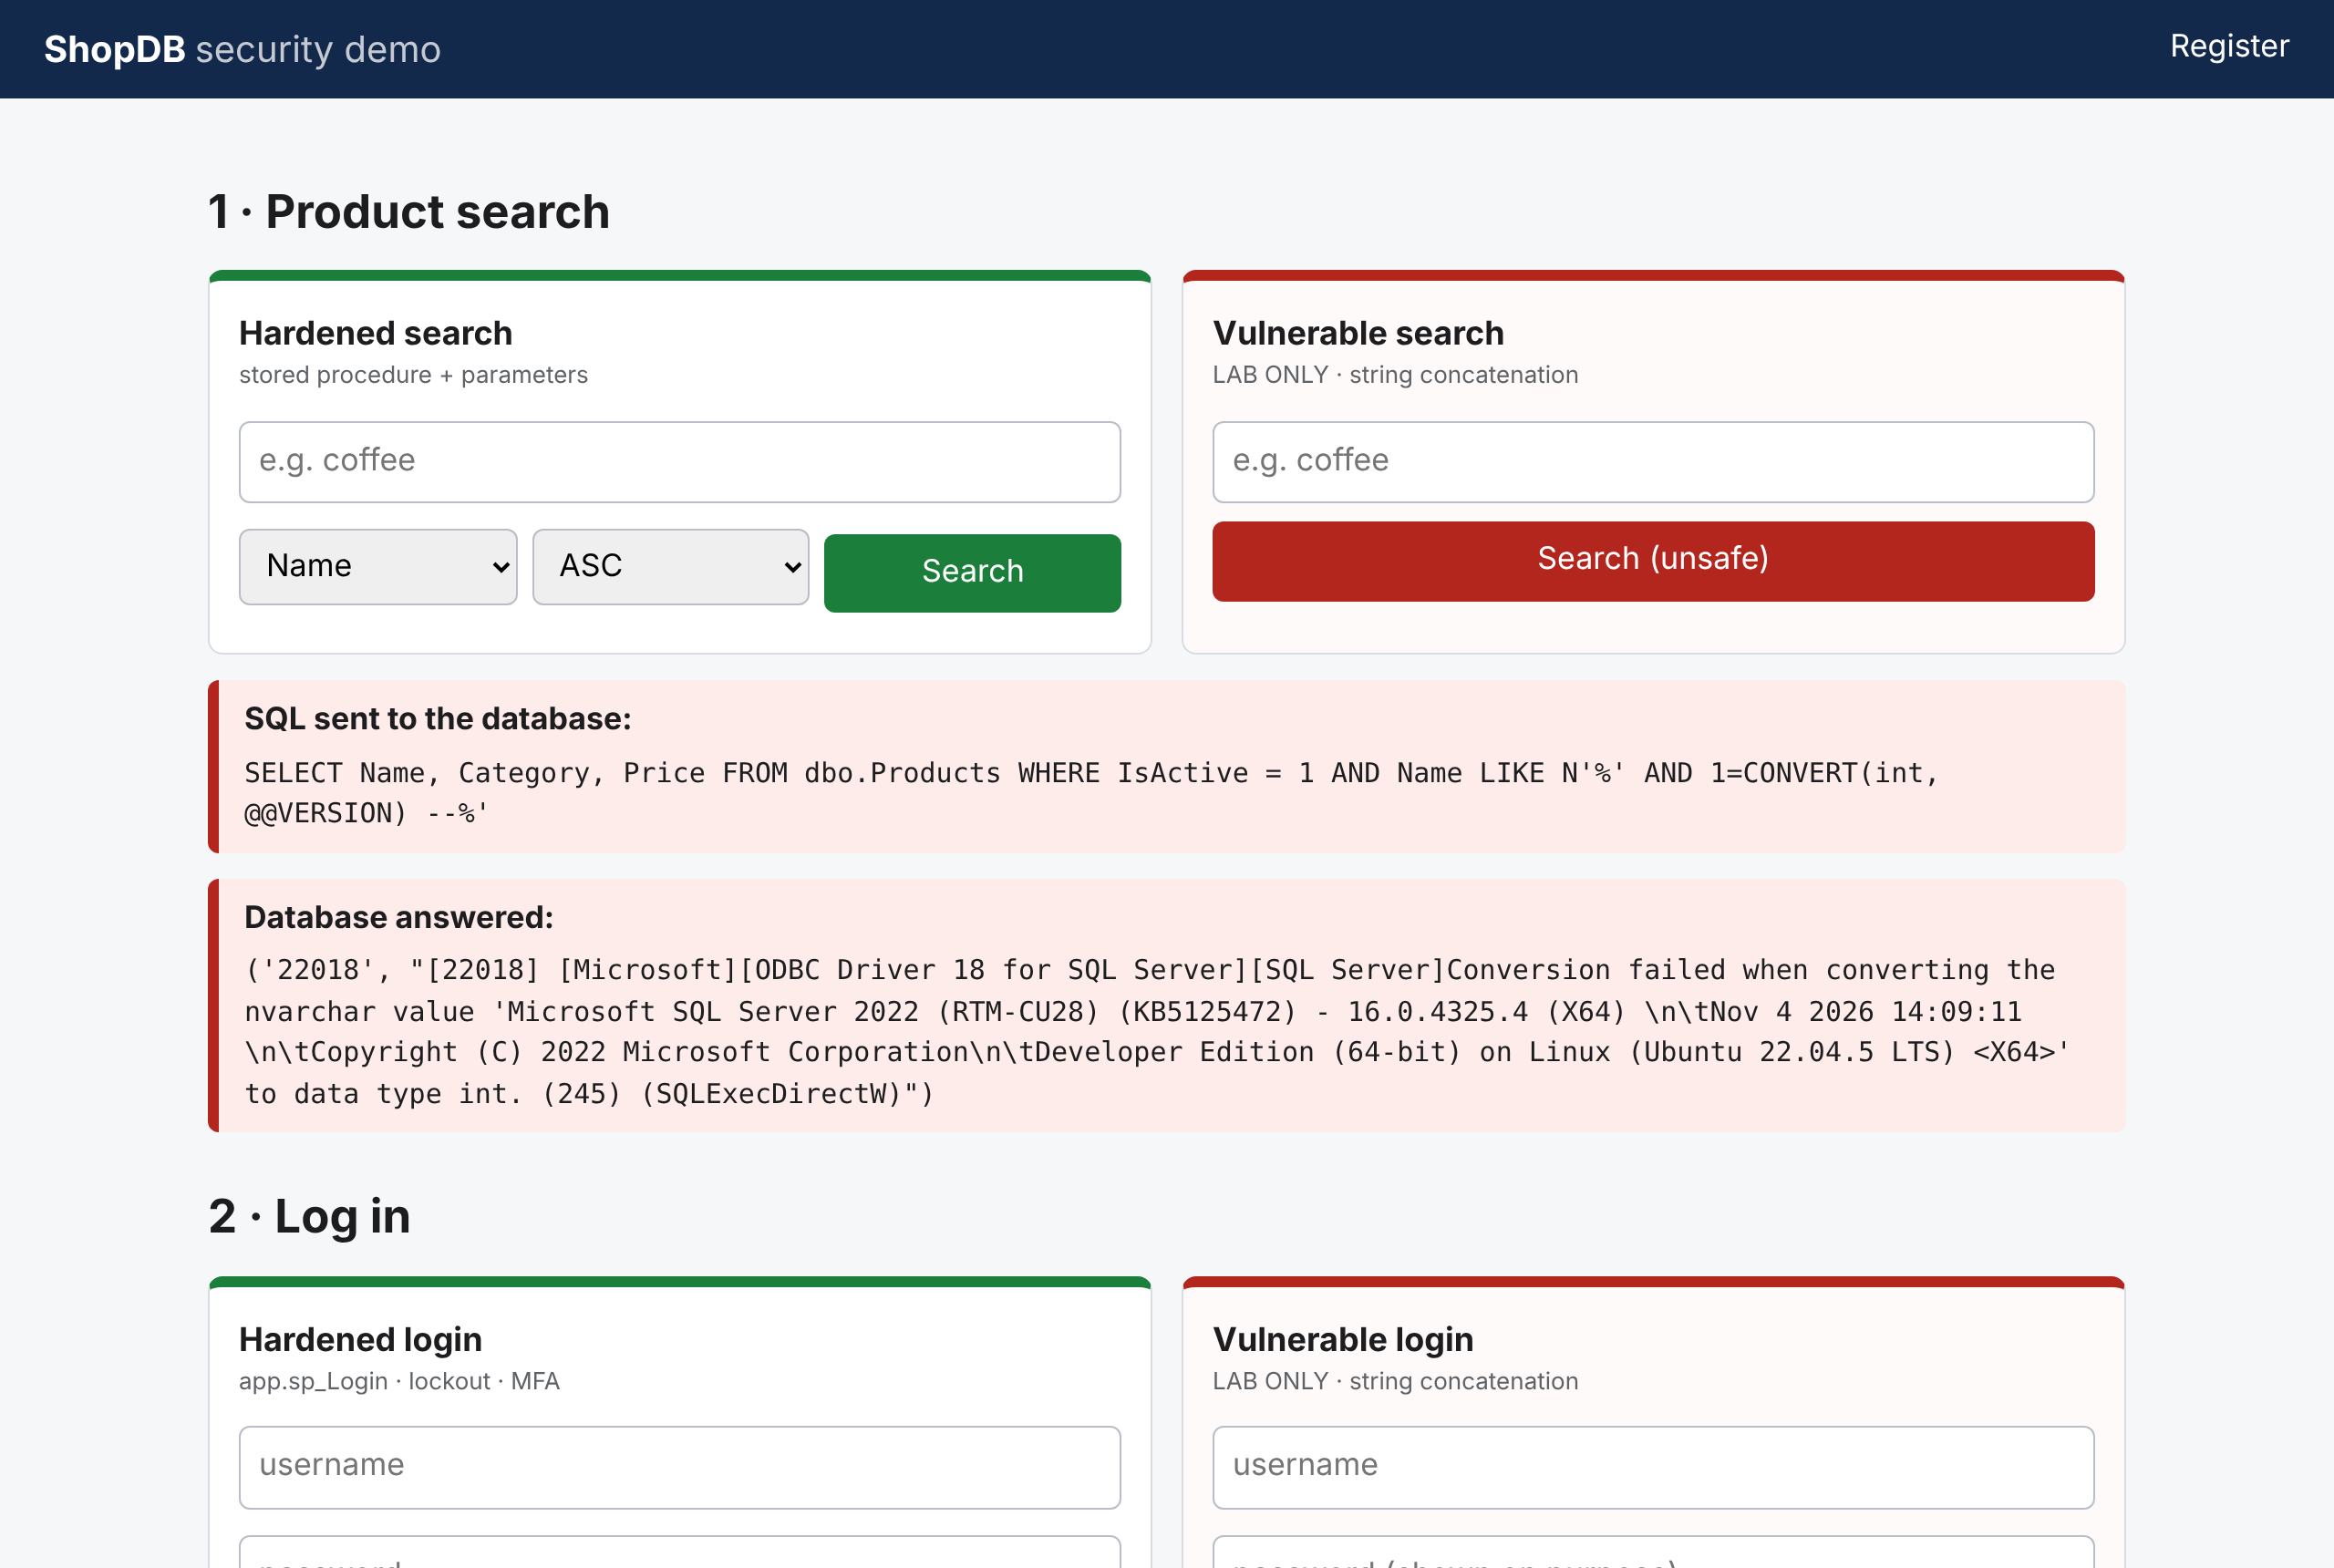 ShopDB security demo
Register
1 · Product search
Hardened search
stored procedure + parameters
e.g. coffee
Name
ASC
Search
Vulnerable search
LAB ONLY · string concatenation
e.g. coffee
Search (unsafe)
SQL sent to the database:
SELECT Name, Category, Price FROM dbo.Products WHERE IsActive = 1 AND Name LIKE N'%' AND 1=CONVERT(int,
@@VERSION) --%'
Database answered:
('22018', "[22018] [Microsoft][ODBC Driver 18 for SQL Server][SQL Server]Conversion failed when converting the
nvarchar value 'Microsoft SQL Server 2022 (RTM-CU28) (KB5125472) - 16.0.4325.4 (X64) \n\tNov 4 2026 14:09:11
\n\tCopyright (C) 2022 Microsoft Corporation\n\tDeveloper Edition (64-bit) on Linux (Ubuntu 22.04.5 LTS) <X64>'
to data type int. (245) (SQLExecDirectW)")
2 · Log in
Hardened login
app.sp_Login · lockout · MFA
username
Vulnerable login
LAB ONLY · string concatenation
username